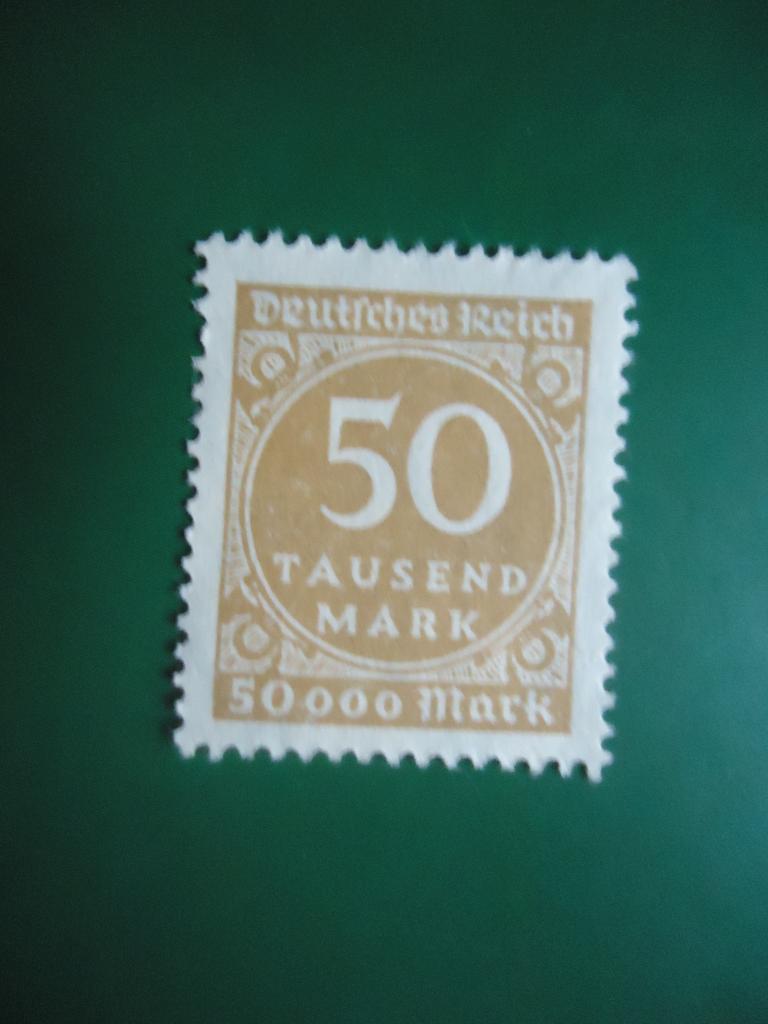 Deutsches Reich
50
TAUSEND
MARK
50000 Mark